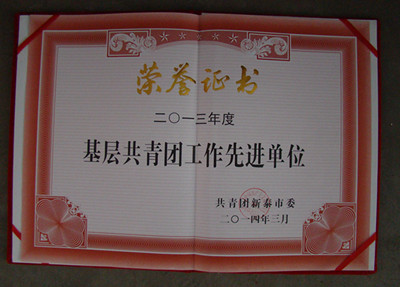 荣誉证书
二〇一三年度
基层共青团工作先进单位
共青团新泰市委
二〇一四年三月